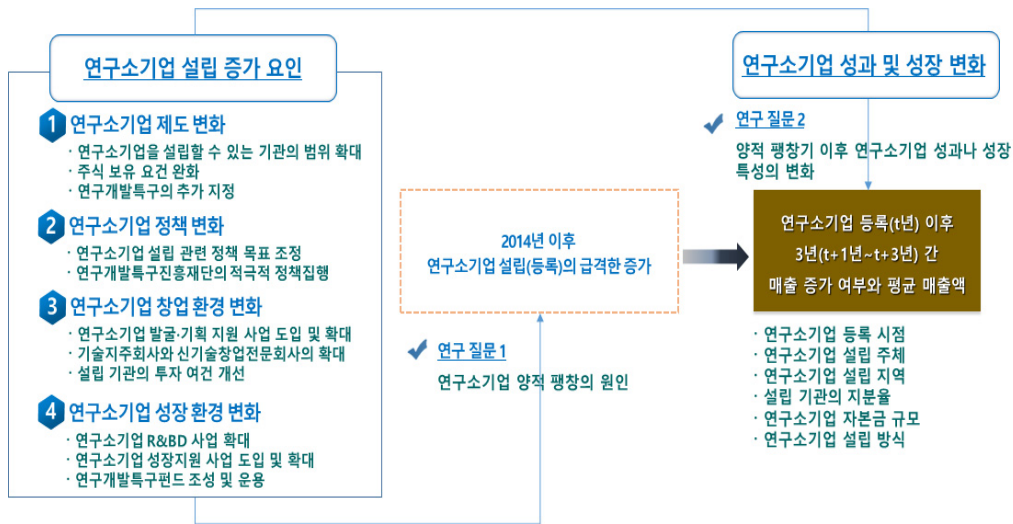 연구소기업 설립 증가 요인
1 연구소기업 제도 변화
· 연구소기업을 설립할 수 있는 기관의 범위 확대
· 주식 보유 요건 완화
· 연구개발특구의 추가 지정
2 연구소기업 정책 변화
· 연구소기업 설립 관련 정책 목표 조정
· 연구개발특구진흥재단의 적극적 정책집행
3 연구소기업 창업 환경 변화
· 연구소기업 발굴·기획 지원 사업 도입 및 확대
· 기술지주회사와 신기술창업전문회사의 확대
· 설립 기관의 투자 여건 개선
4 연구소기업 성장 환경 변화
· 연구소기업 R&BD 사업 확대
· 연구소기업 성장지원 사업 도입 및 확대
· 연구개발특구펀드 조성 및 운용
2014년 이후
연구소기업 설립(등록)의 급격한 증가
연구 질문 1
연구소기업 양적 팽창의 원인
연구소기업 성과 및 성장 변화
연구 질문 2
양적 팽창기 이후 연구소기업 성과나 성장
특성의 변화
연구소기업 등록(t년) 이후
3년(t+1년~t+3년) 간
매출 증가 여부와 평균 매출액
· 연구소기업 등록 시점
· 연구소기업 설립 주체
· 연구소기업 설립 지역
· 설립 기관의 지분율
· 연구소기업 자본금 규모
· 연구소기업 설립 방식